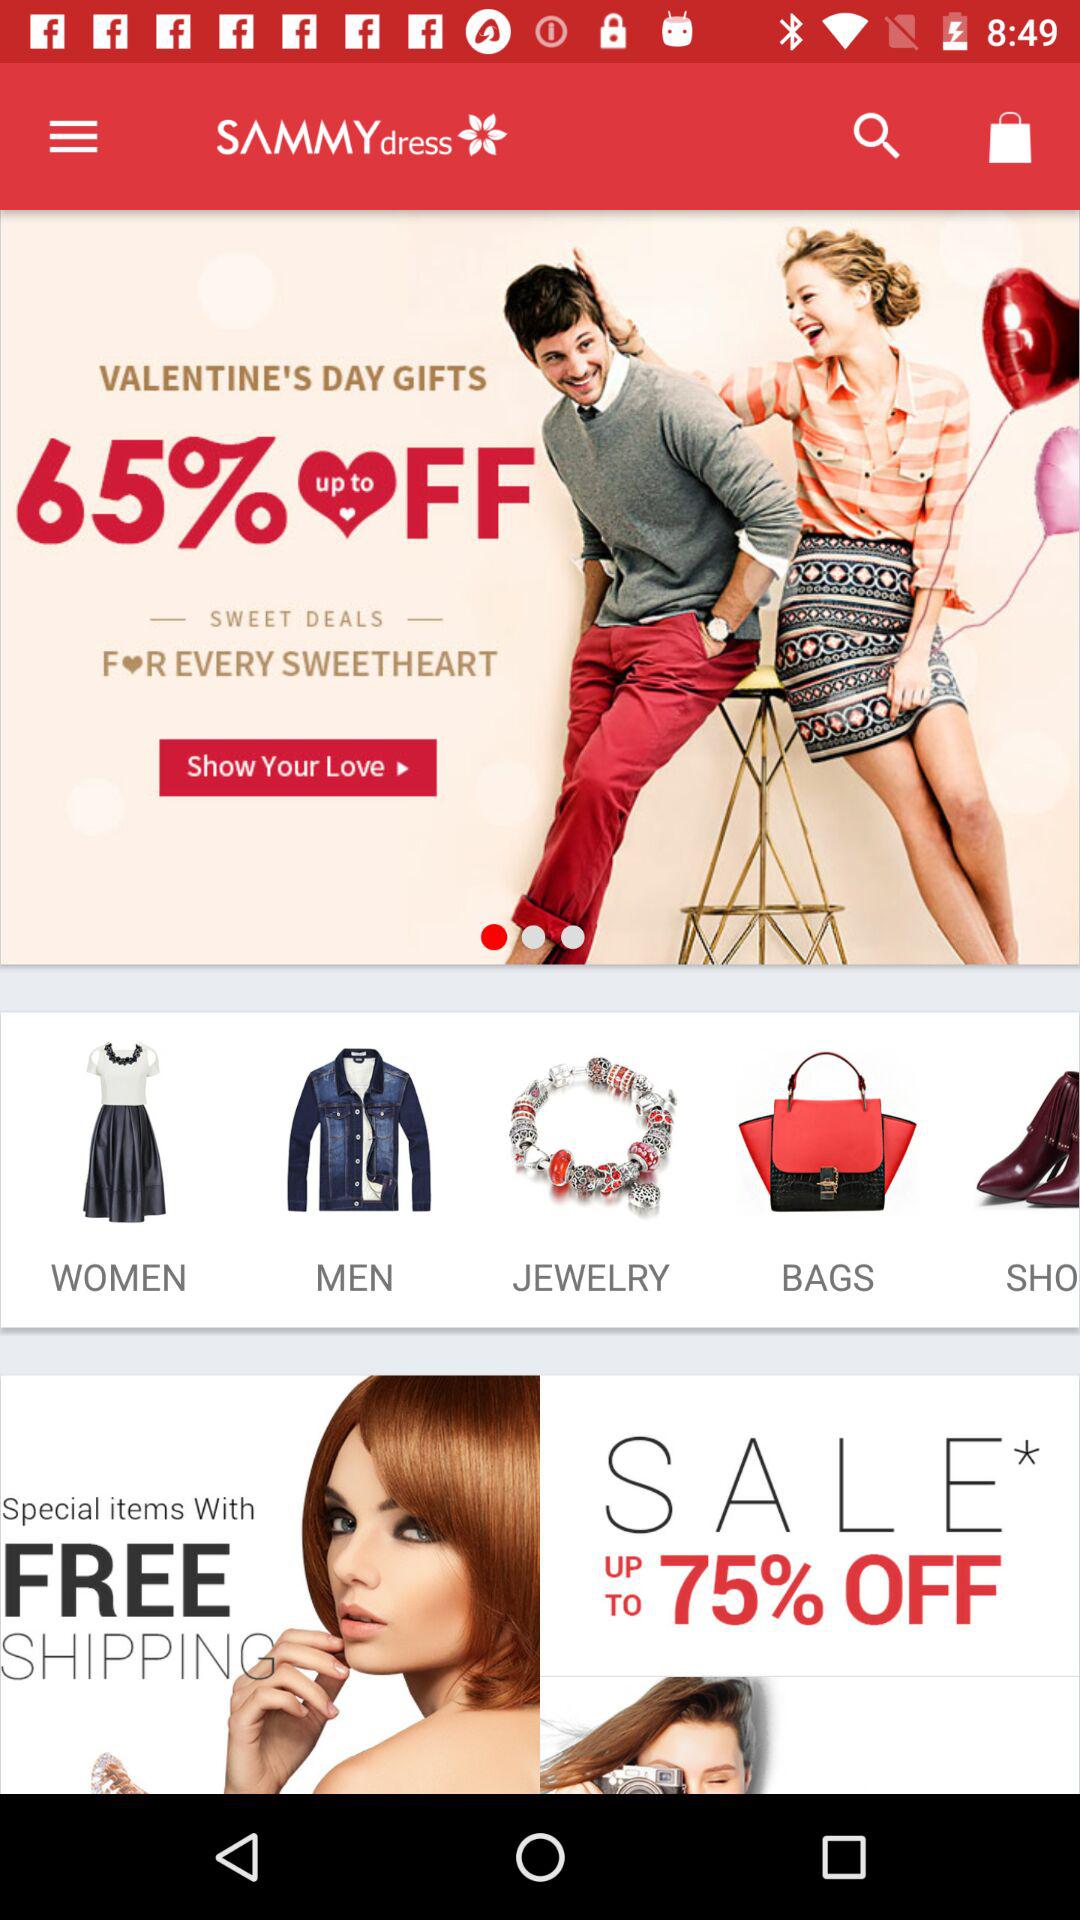 8:49
SAMMYdress
VALENTINE'S DAY GIFTS
65% up to OFF
SWEET DEALS
FOR EVERY SWEETHEART
Show Your Love
WOMEN MEN JEWELRY BAGS SHO
Special items With
FREE
SHIPPING
SALE*
UP TO 75% OFF